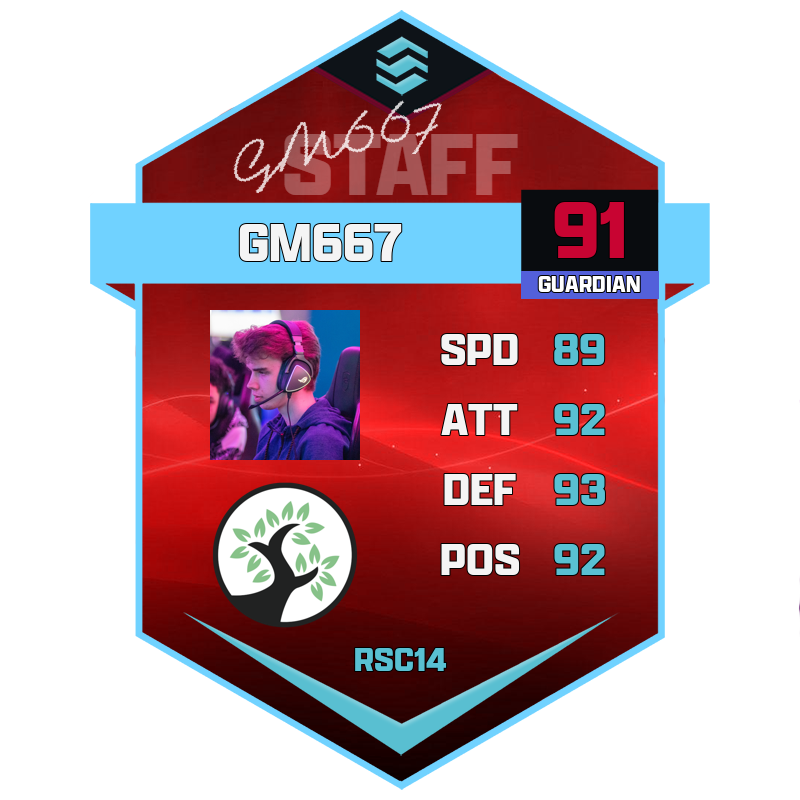 GM667
STAFF
GM667
91
GUARDIAN
SPD 89
ATT 92
DEF 93
POS 92
RSC14